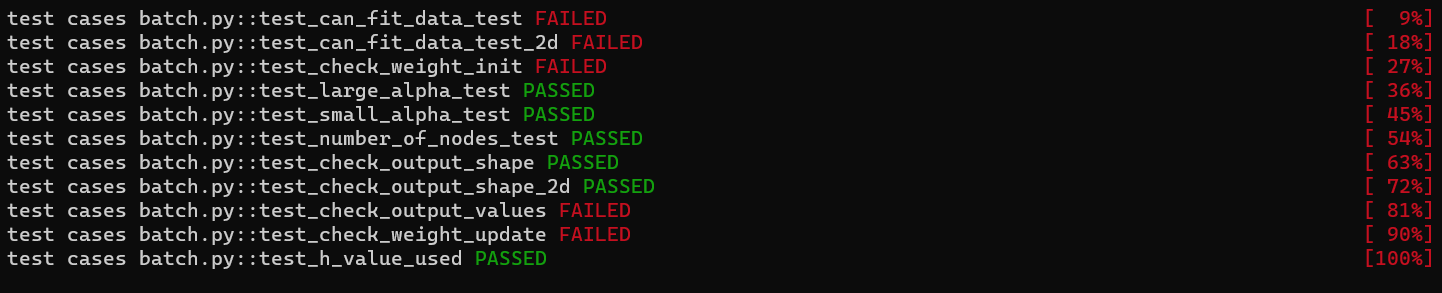 test cases batch.py::test_can_fit_data_test FAILED [  9%]
test cases batch.py::test_can_fit_data_test_2d FAILED [ 18%]
test cases batch.py::test_check_weight_init FAILED [ 27%]
test cases batch.py::test_large_alpha_test PASSED [ 36%]
test cases batch.py::test_small_alpha_test PASSED [ 45%]
test cases batch.py::test_number_of_nodes_test PASSED [ 54%]
test cases batch.py::test_check_output_shape PASSED [ 63%]
test cases batch.py::test_check_output_shape_2d PASSED [ 72%]
test cases batch.py::test_check_output_values FAILED [ 81%]
test cases batch.py::test_check_weight_update FAILED [ 90%]
test cases batch.py::test_h_value_used PASSED [100%]